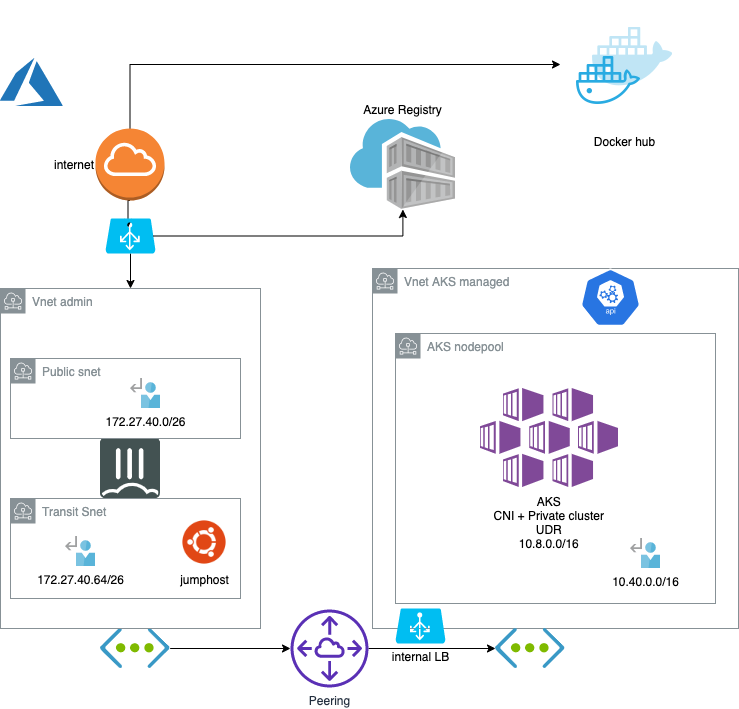 Azure Registry
Docker hub
internet
Vnet admin
Vnet AKS managed
api
AKS nodepool
Public snet
172.27.40.0/26
AKS
CNI + Private cluster
UDR
10.8.0.0/16
Transit Snet
172.27.40.64/26
jumphost
10.40.0.0/16
internal LB
Peering